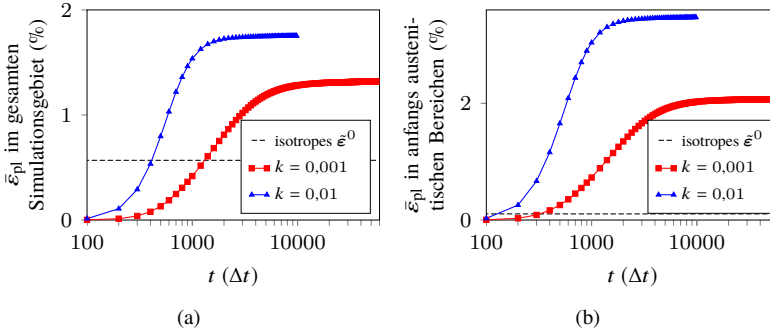 ε̄pl im gesamten
Simulationsgebiet (%)
2
1
0
100
1000
10000
t (Δt)
isotropes ε̃⁰
k = 0,001
k = 0,01
(a)
ε̄pl in anfangs austeni-
tischen Bereichen (%)
2
0
100
1000
10000
t (Δt)
isotropes ε̃⁰
k = 0,001
k = 0,01
(b)